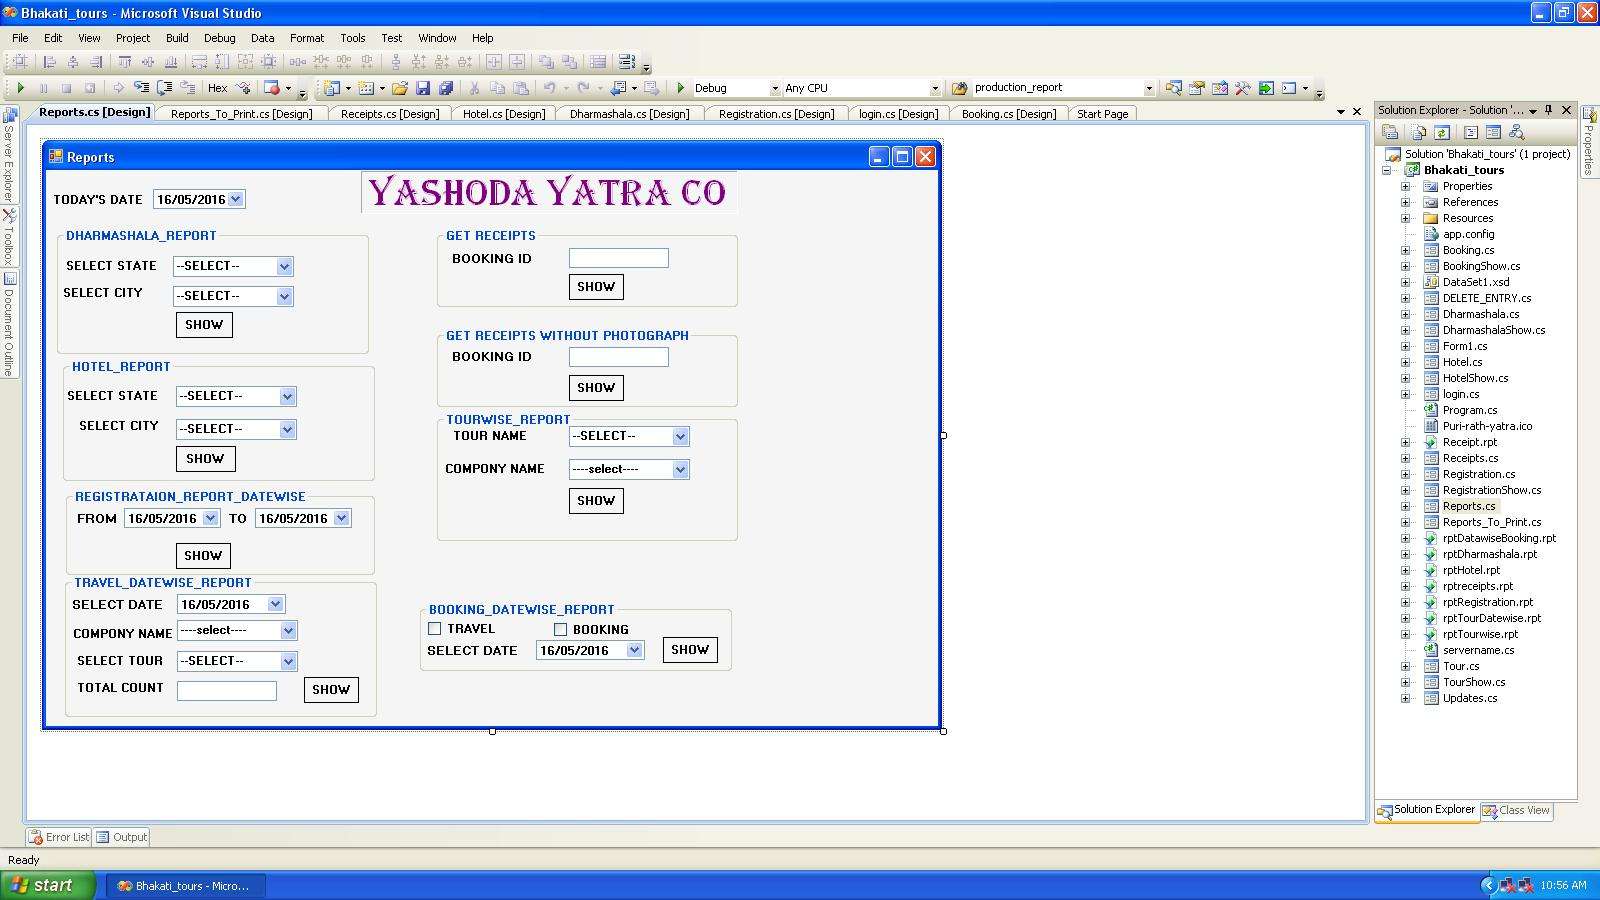 Bhakati_tours - Microsoft Visual Studio
File Edit View Project Build Debug Data Format Tools Test Window Help
Hex Debug Any CPU production_report
Reports.cs [Design] Reports_To_Print.cs [Design] Receipts.cs [Design] Hotel.cs [Design] Dharmashala.cs [Design] Registration.cs [Design] login.cs [Design] Booking.cs [Design] Start Page
Server Explorer
Toolbox
Document Outline
Reports
TODAY'S DATE 16/05/2016
YASHODA YATRA CO
DHARMASHALA_REPORT
SELECT STATE --SELECT--
SELECT CITY --SELECT--
SHOW
HOTEL_REPORT
SELECT STATE --SELECT--
SELECT CITY --SELECT--
SHOW
REGISTRATAION_REPORT_DATEWISE
FROM 16/05/2016 TO 16/05/2016
SHOW
TRAVEL_DATEWISE_REPORT
SELECT DATE 16/05/2016
COMPONY NAME ----select----
SELECT TOUR --SELECT--
TOTAL COUNT SHOW
GET RECEIPTS
BOOKING ID
SHOW
GET RECEIPTS WITHOUT PHOTOGRAPH
BOOKING ID
SHOW
TOURWISE_REPORT
TOUR NAME --SELECT--
COMPONY NAME ----select----
SHOW
BOOKING_DATEWISE_REPORT
TRAVEL BOOKING
SELECT DATE 16/05/2016 SHOW
Solution Explorer - Solution '...
Solution 'Bhakati_tours' (1 project)
Bhakati_tours
Properties
References
Resources
app.config
Booking.cs
BookingShow.cs
DataSet1.xsd
DELETE_ENTRY.cs
Dharmashala.cs
DharmashalaShow.cs
Form1.cs
Hotel.cs
HotelShow.cs
login.cs
Program.cs
Puri-rath-yatra.ico
Receipt.rpt
Receipts.cs
Registration.cs
RegistrationShow.cs
Reports.cs
Reports_To_Print.cs
rptDatawiseBooking.rpt
rptDharmashala.rpt
rptHotel.rpt
rptreceipts.rpt
rptRegistration.rpt
rptTourDatewise.rpt
rptTourwise.rpt
servername.cs
Tour.cs
TourShow.cs
Updates.cs
Solution Explorer Class View
Properties
Error List Output
Ready
start Bhakati_tours - Micro... 10:56 AM